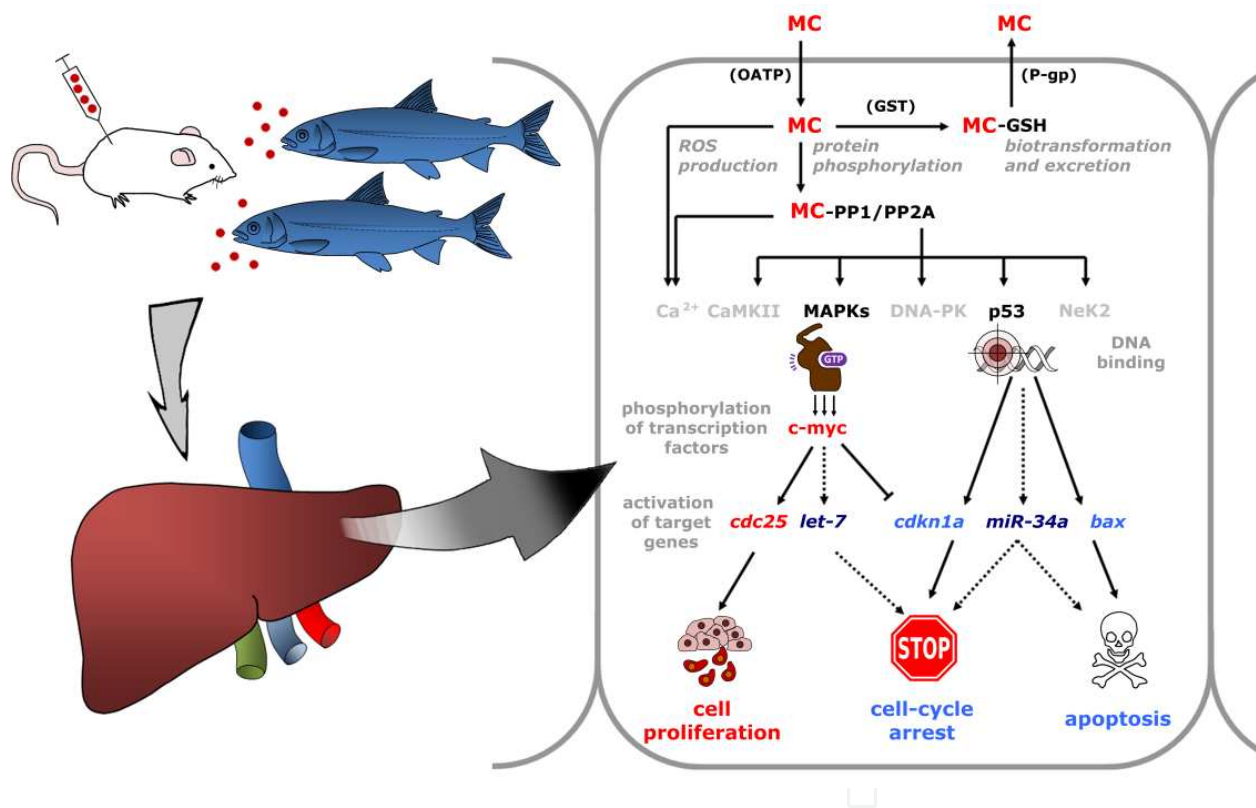 MC
MC
(OATP)
(P-gp)
(GST)
MC
MC-GSH
ROS
production
protein
phosphorylation
biotransformation
and excretion
MC-PP1/PP2A
Ca2+ CaMKII
MAPKs
DNA-PK
p53
NeK2
GTP
DNA
binding
phosphorylation
of transcription
factors
c-myc
activation
of target
genes
cdc25
let-7
cdkn1a
miR-34a
bax
STOP
cell
proliferation
cell-cycle
arrest
apoptosis